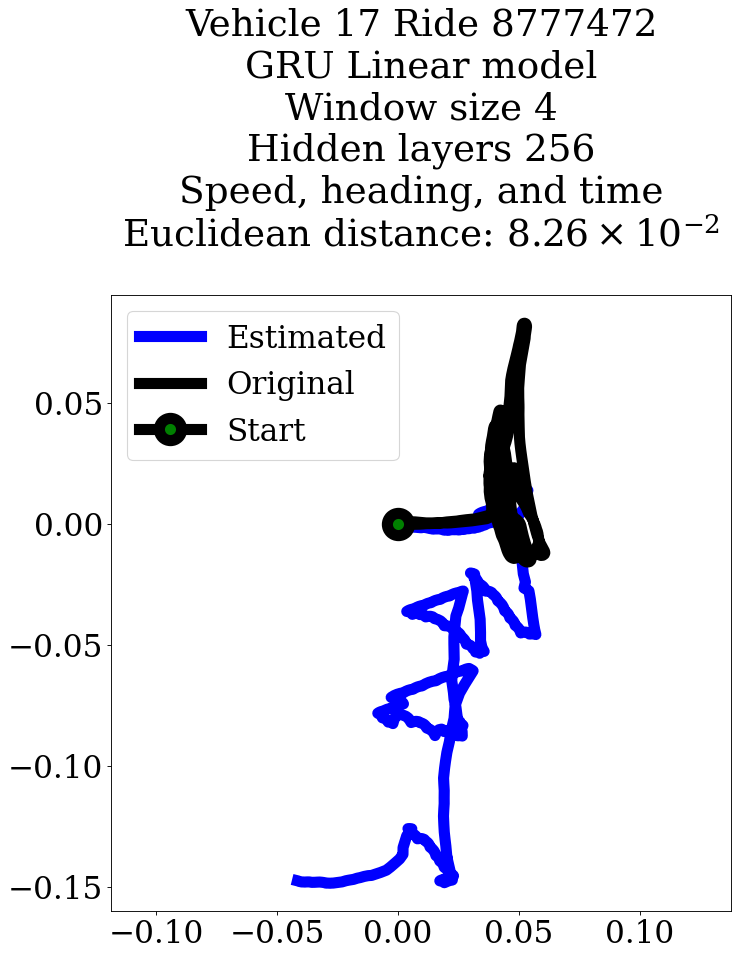 Vehicle 17 Ride 8777472
GRU Linear model
Window size 4
Hidden layers 256
Speed, heading, and time
Euclidean distance: 8.26 × 10⁻²
Estimated
Original
Start
0.05
0.00
−0.05
−0.10
−0.15
−0.10 −0.05 0.00 0.05 0.10